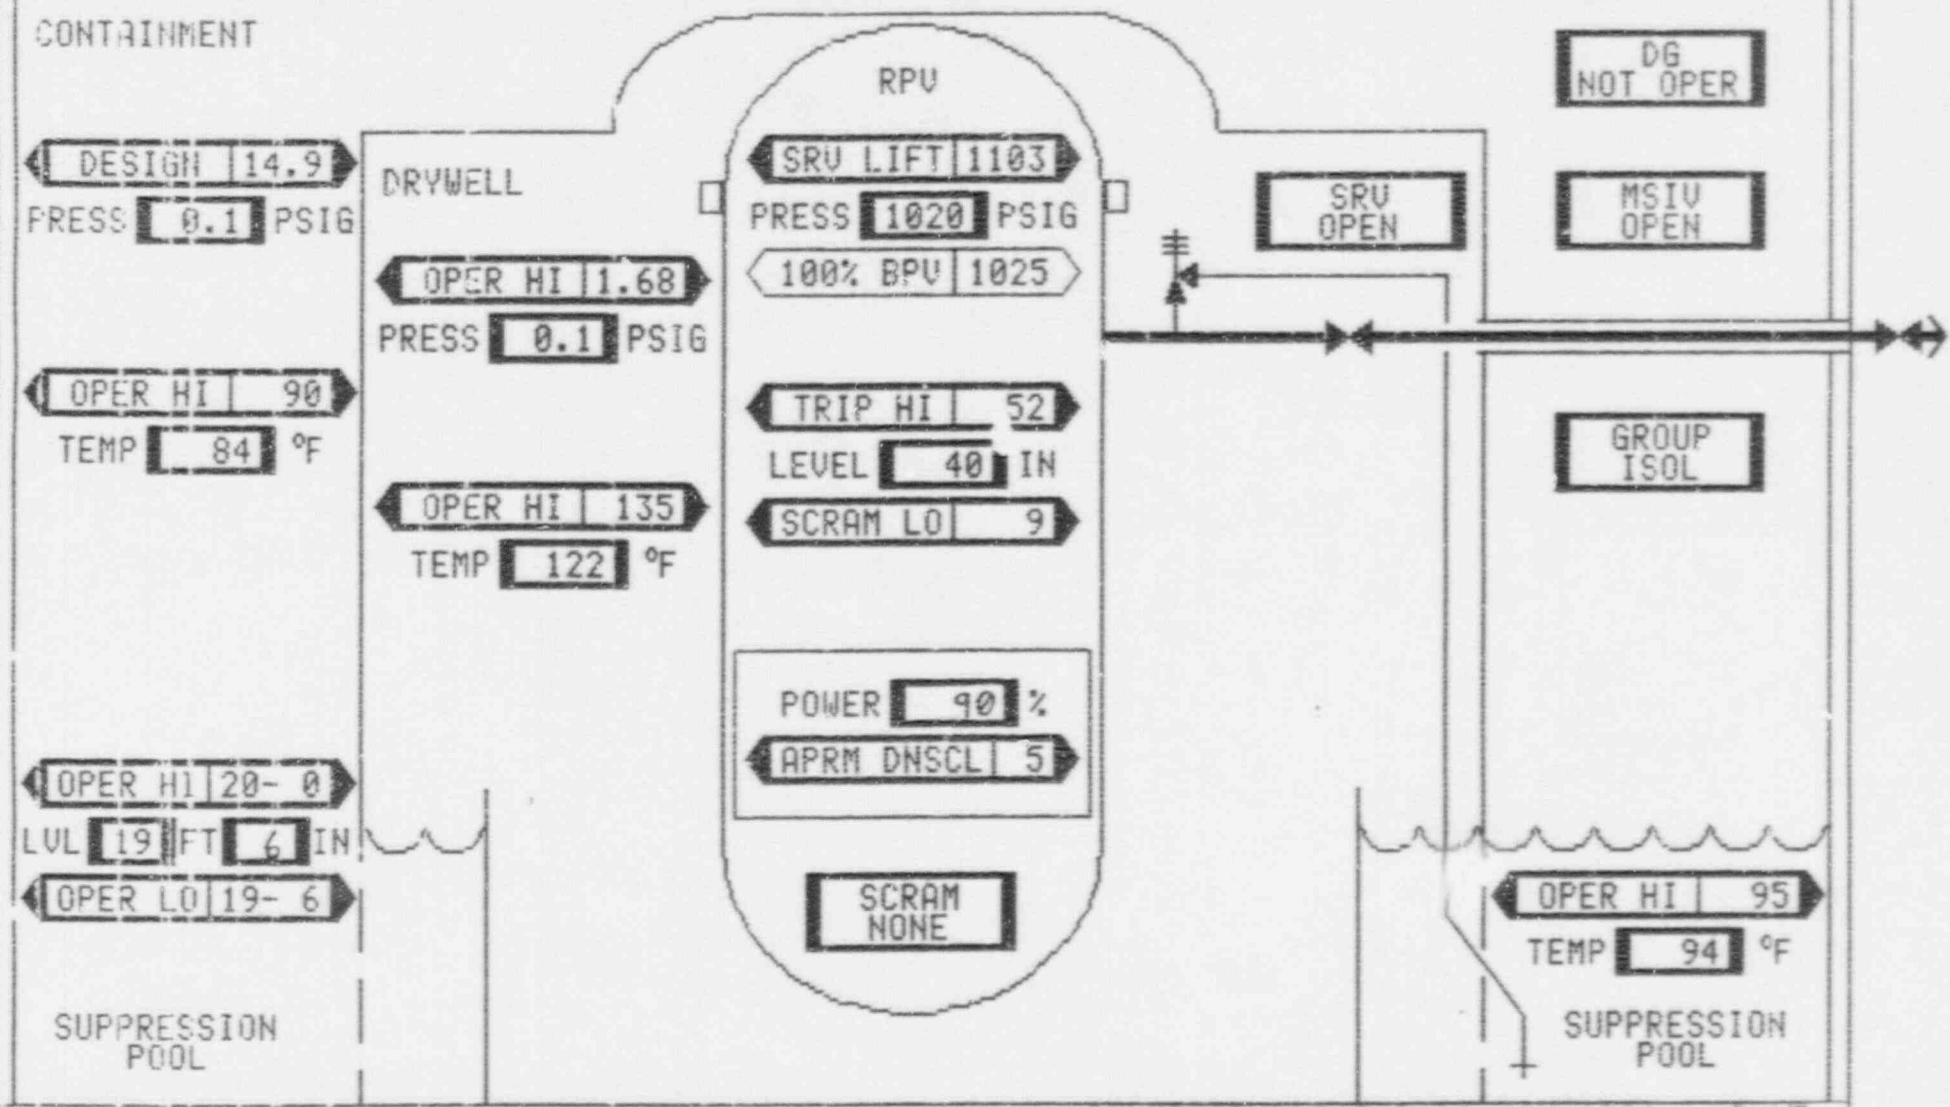 CONTAINMENT
DESIGN 14.9
PRESS 0.1 PSIG
OPER HI 90
TEMP 84 °F
OPER HI 20- 0
LVL 19 FT 6 IN
OPER LO 19- 6
SUPPRESSION
POOL
DRYWELL
OPER HI 1.68
PRESS 0.1 PSIG
OPER HI 135
TEMP 122 °F
RPV
SRV LIFT 1103
PRESS 1020 PSIG
100% BPV 1025
TRIP HI 52
LEVEL 40 IN
SCRAM LO 9
POWER 90 %
APRM DNSCL 5
SCRAM
NONE
SRV
OPEN
DG
NOT OPER
MSIV
OPEN
GROUP
ISOL
OPER HI 95
TEMP 94 °F
SUPPRESSION
POOL